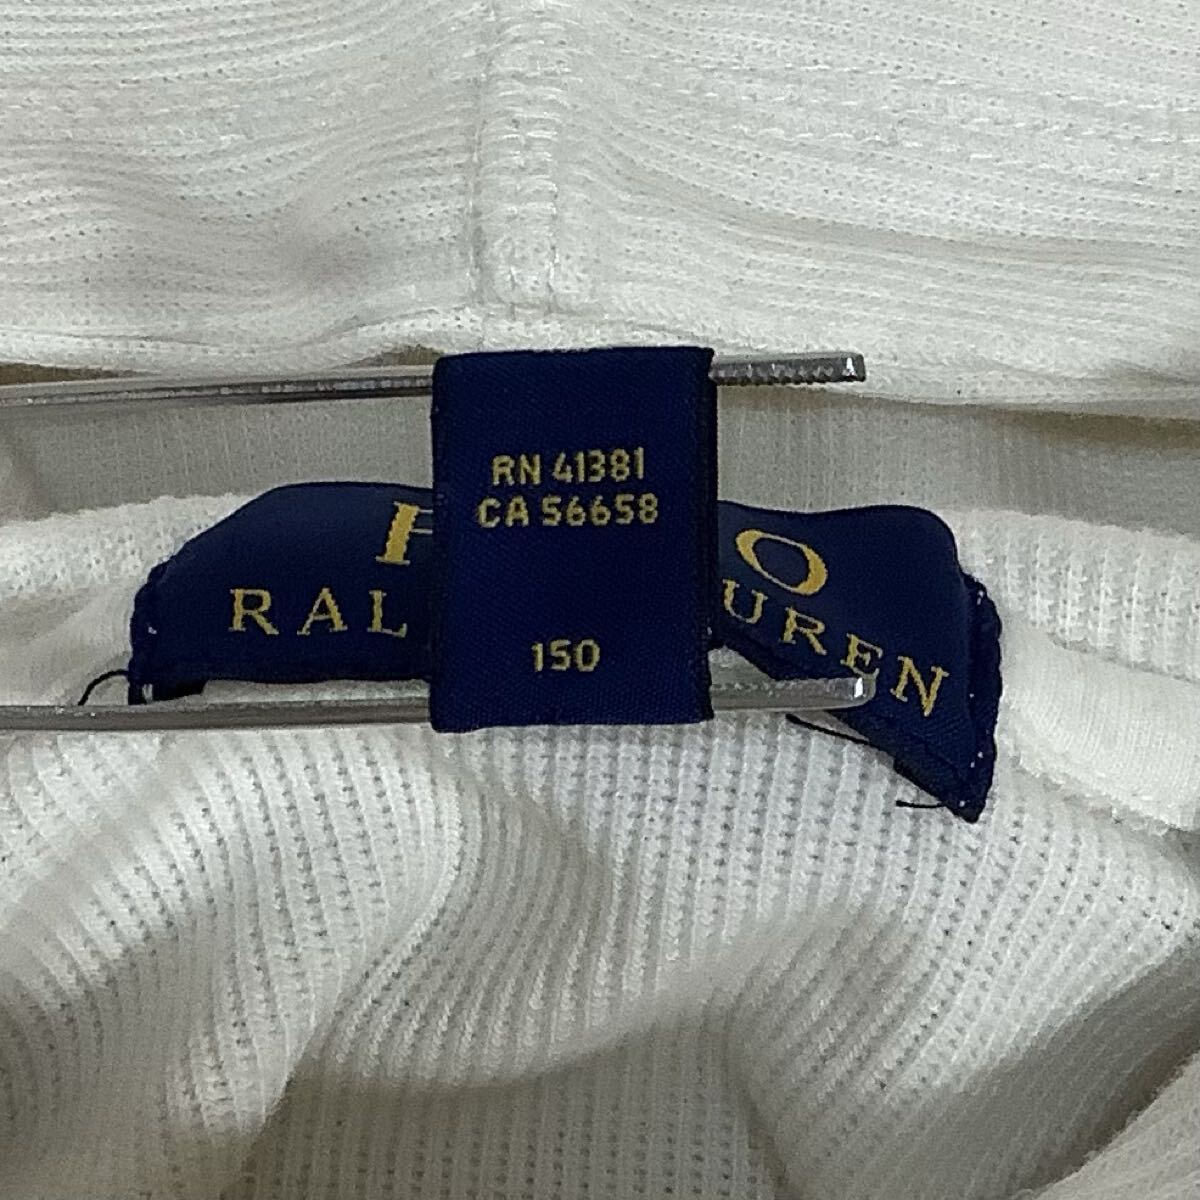 RN 41381
CA 56658
150
P O
RAL UREN